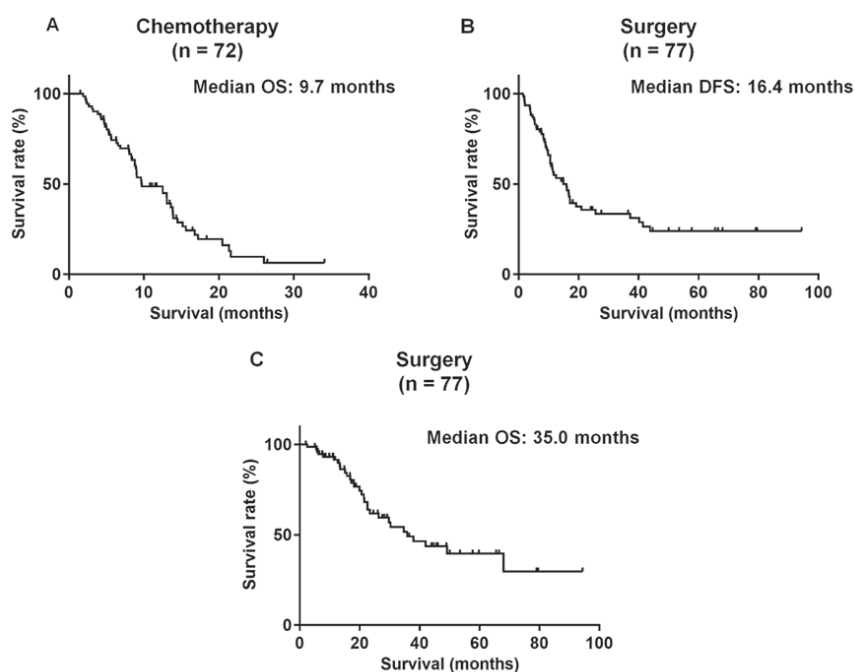 A
Chemotherapy
(n = 72)
Median OS: 9.7 months
Survival rate (%)
100
50
0
0 10 20 30 40
Survival (months)
B
Surgery
(n = 77)
Median DFS: 16.4 months
Survival rate (%)
100
50
0
0 20 40 60 80 100
Survival (months)
C
Surgery
(n = 77)
Median OS: 35.0 months
Survival rate (%)
100
50
0
0 20 40 60 80 100
Survival (months)